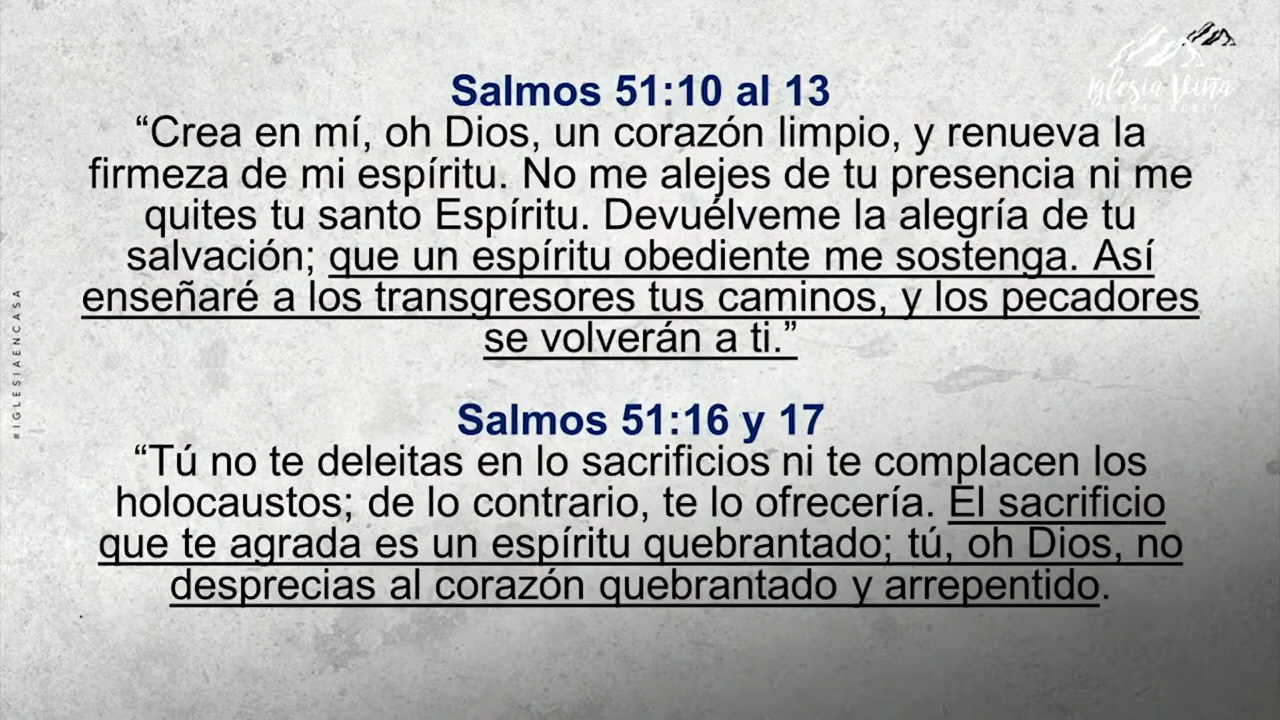 Iglesia Viña
Salmos 51:10 al 13
“Crea en mí, oh Dios, un corazón limpio, y renueva la
firmeza de mi espíritu. No me alejes de tu presencia ni me
quites tu santo Espíritu. Devuélveme la alegría de tu
salvación; que un espíritu obediente me sostenga. Así
enseñaré a los transgresores tus caminos, y los pecadores
se volverán a ti.”
Salmos 51:16 y 17
“Tú no te deleitas en lo sacrificios ni te complacen los
holocaustos; de lo contrario, te lo ofrecería. El sacrificio
que te agrada es un espíritu quebrantado; tú, oh Dios, no
desprecias al corazón quebrantado y arrepentido.
#IGLESIAENCASA